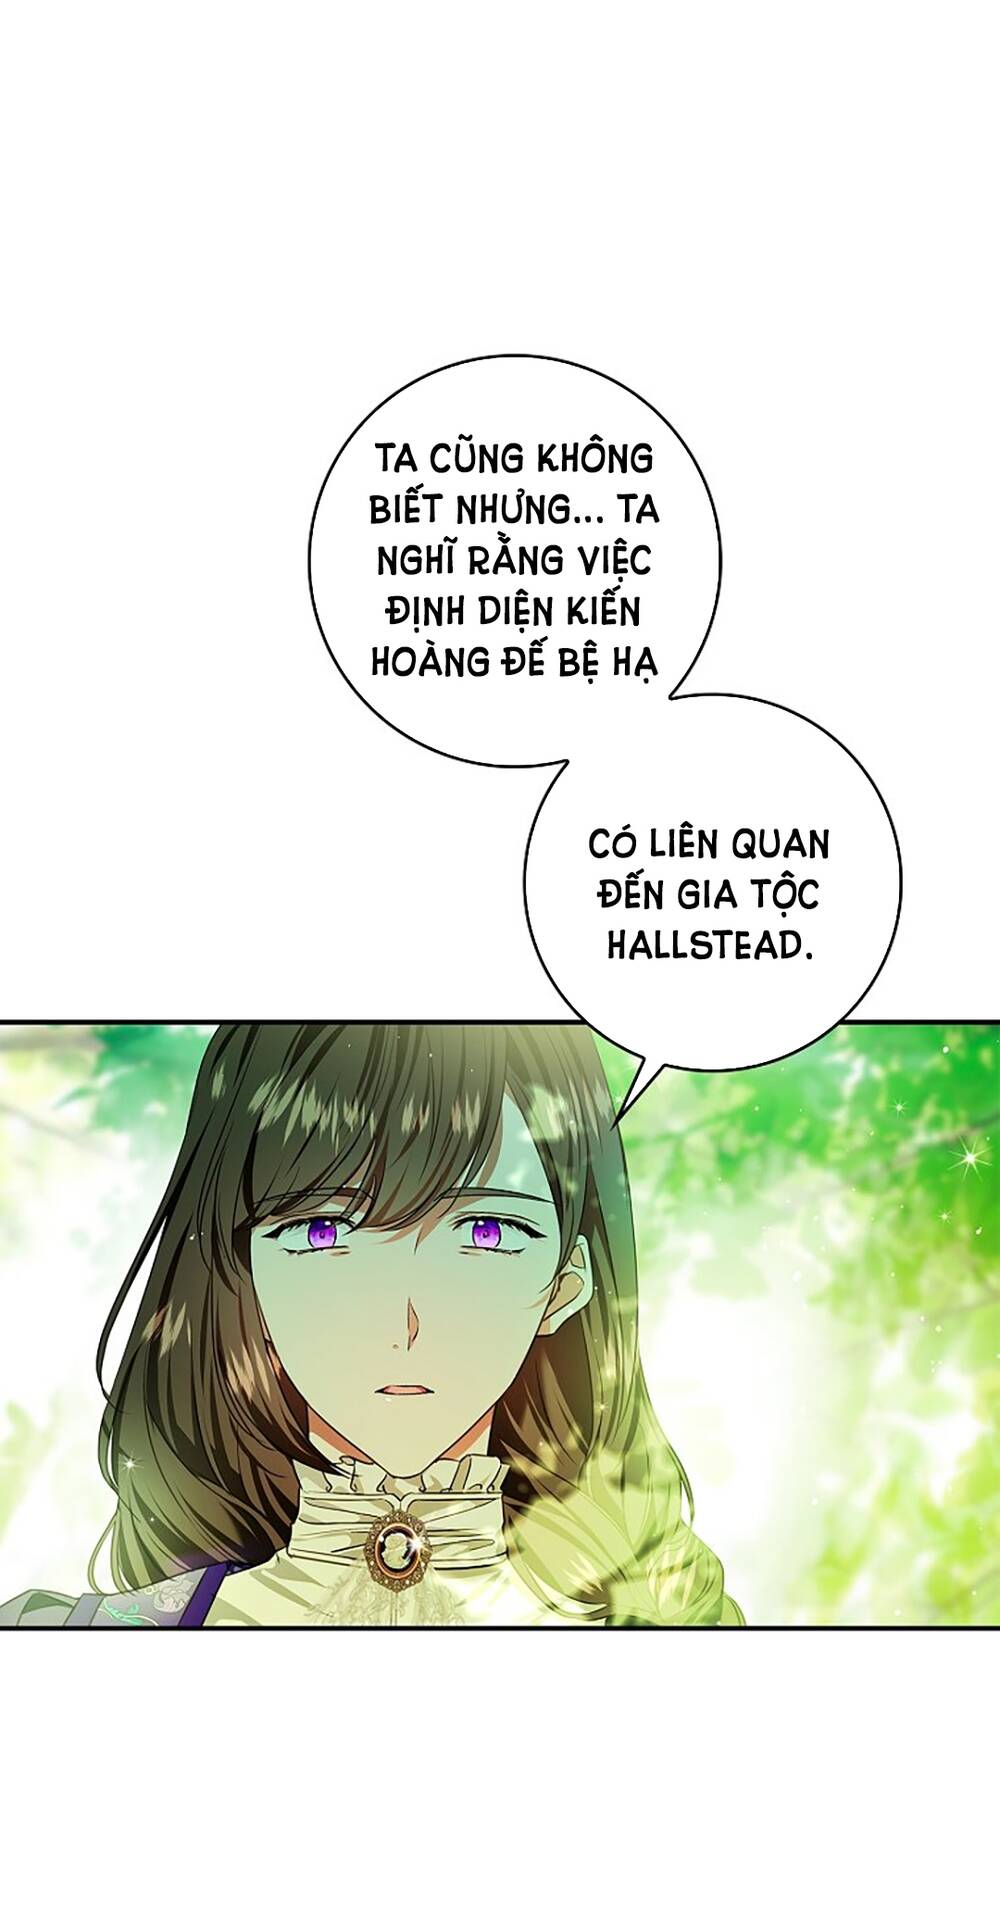 TA CŨNG KHÔNG
BIẾT NHƯNG... TA
NGHĨ RẰNG VIỆC
ĐỊNH DIỆN KIẾN
HOÀNG ĐẾ BỆ HẠ
CÓ LIÊN QUAN
ĐẾN GIA TỘC
HALLSTEAD.